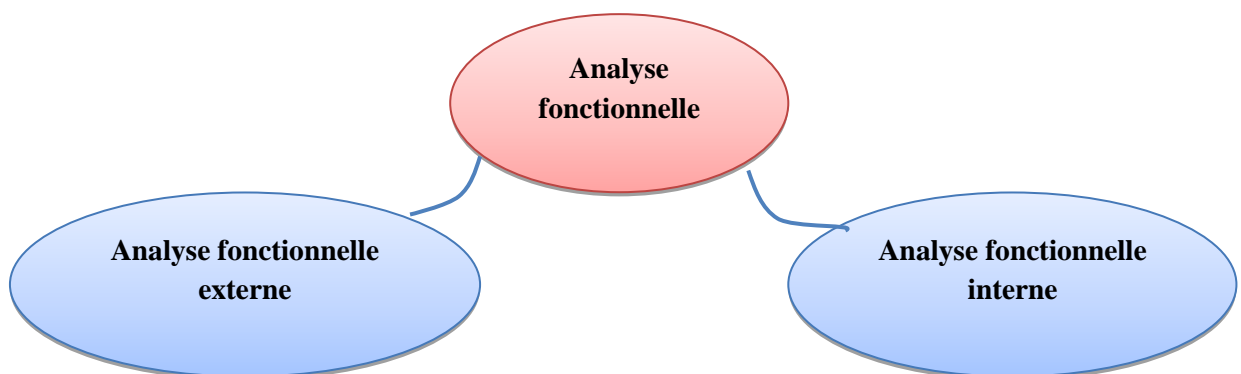 Analyse
fonctionnelle
Analyse fonctionnelle
externe
Analyse fonctionnelle
interne